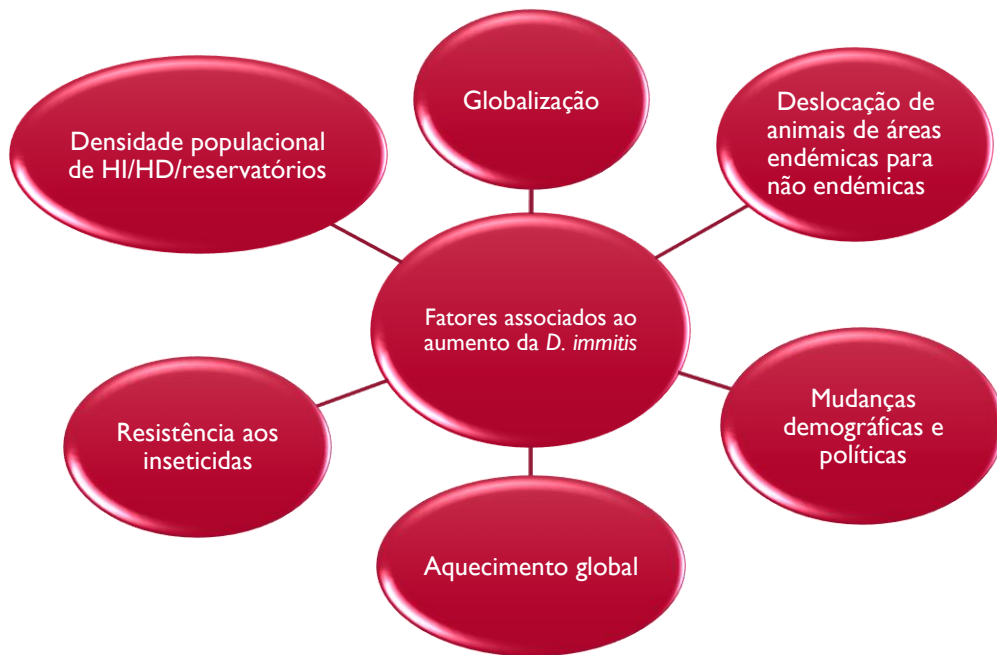 Globalização
Densidade populacional
de HI/HD/reservatórios
Deslocação de
animais de áreas
endémicas para
não endémicas
Fatores associados ao
aumento da D. immitis
Resistência aos
inseticidas
Mudanças
demográficas e
políticas
Aquecimento global